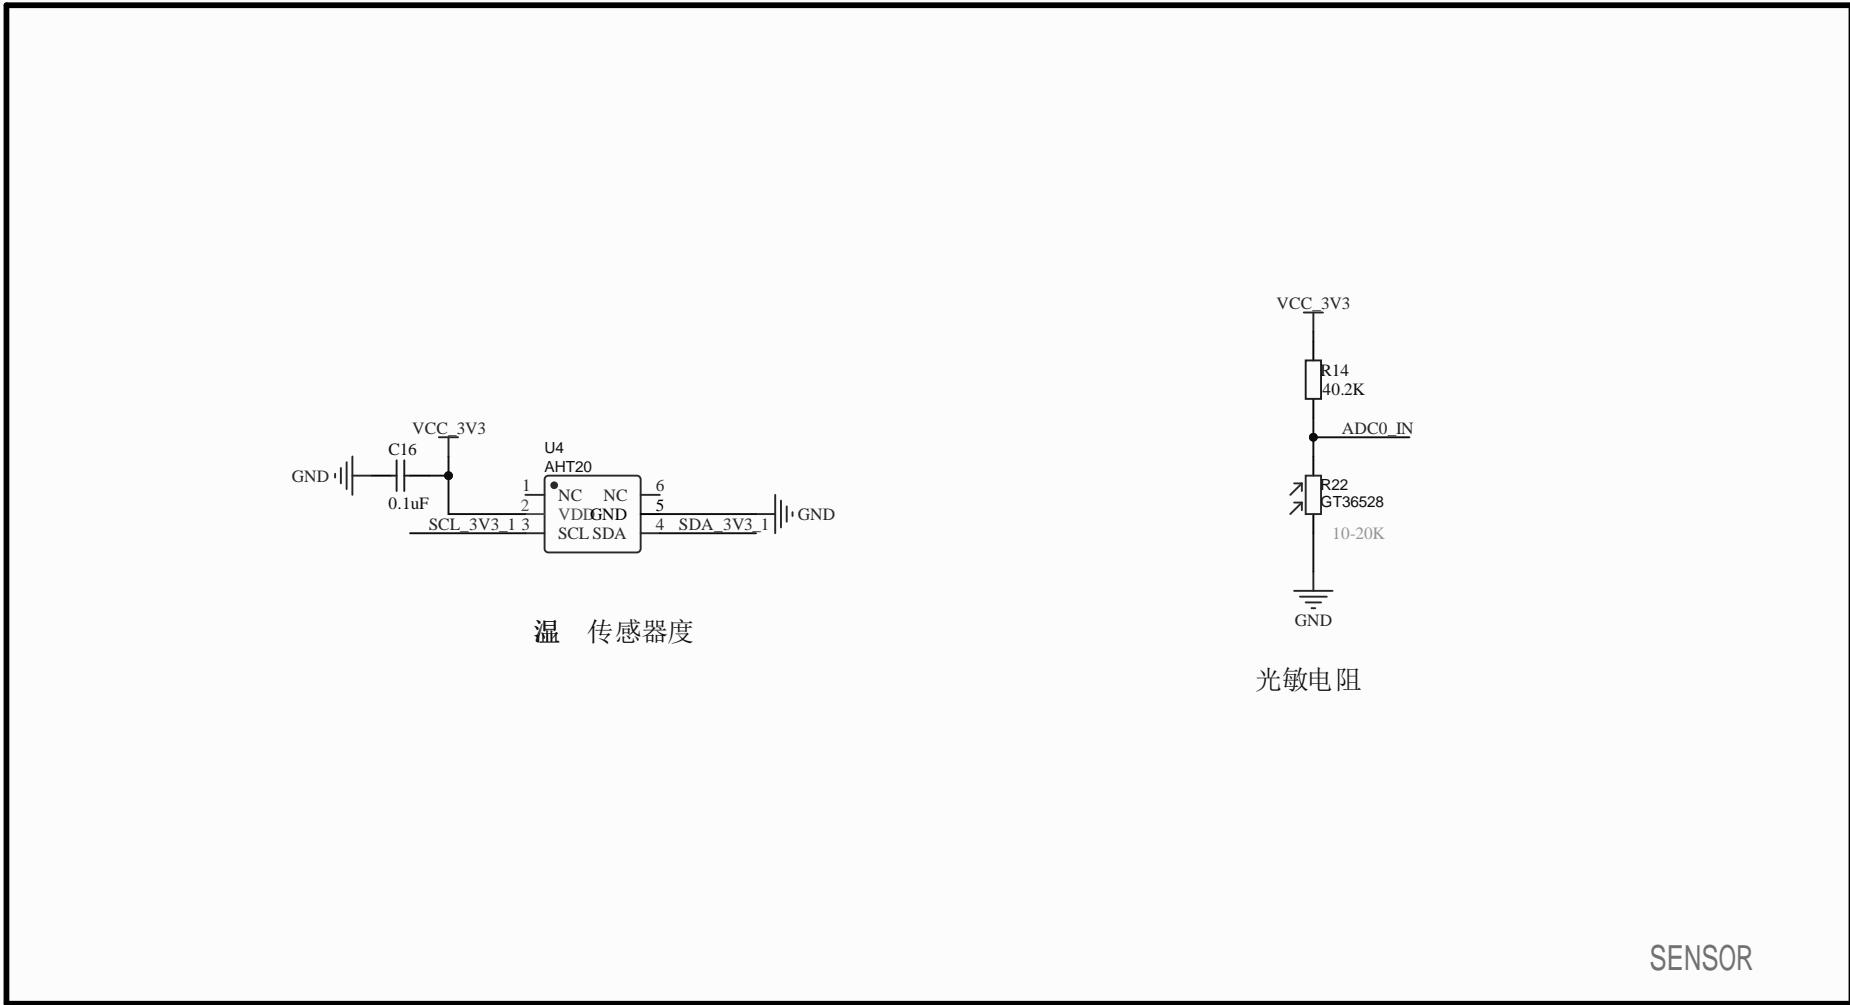 VCC_3V3
C16
GND
0.1uF
SCL_3V3_1
U4
AHT20
1 NC NC 6
2 VDD GND 5
3 SCL SDA 4
SDA_3V3_1
GND
湿 传感器度
VCC_3V3
R14
40.2K
ADC0_IN
R22
GT36528
10-20K
GND
光敏电阻
SENSOR